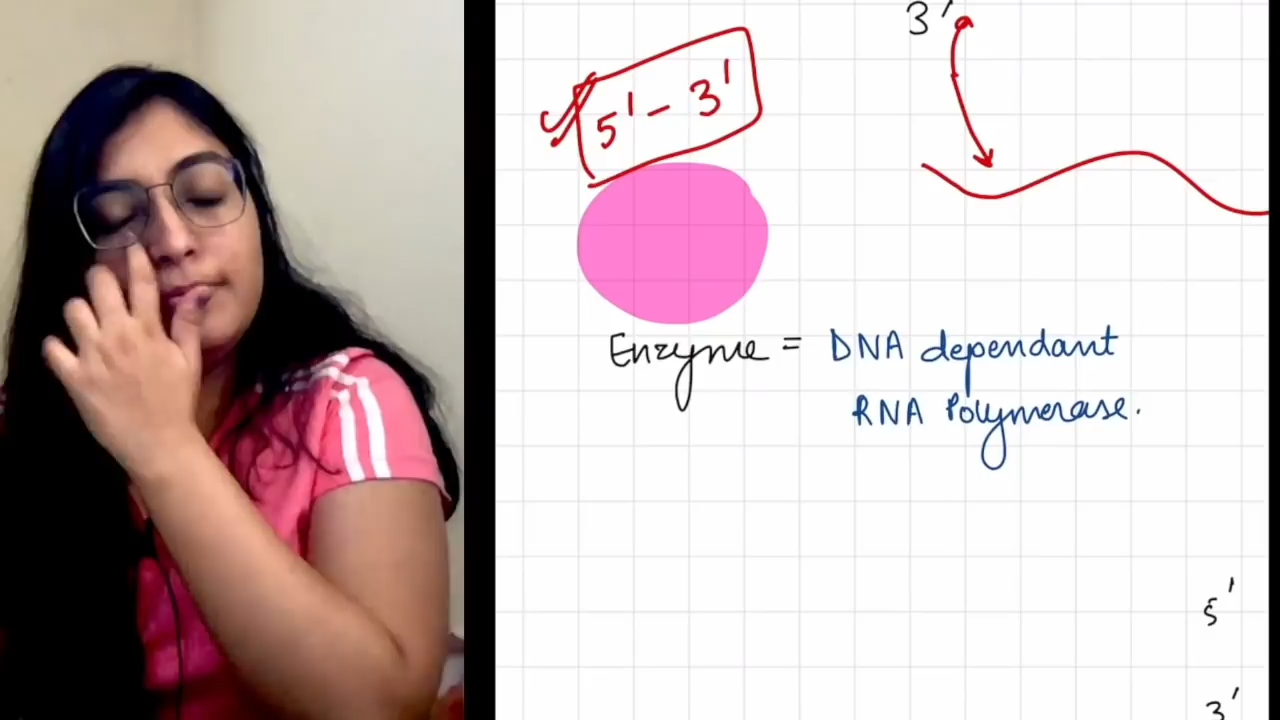 3'
5' - 3'
Enzyme = DNA dependant
RNA Polymerase.
5'
3'